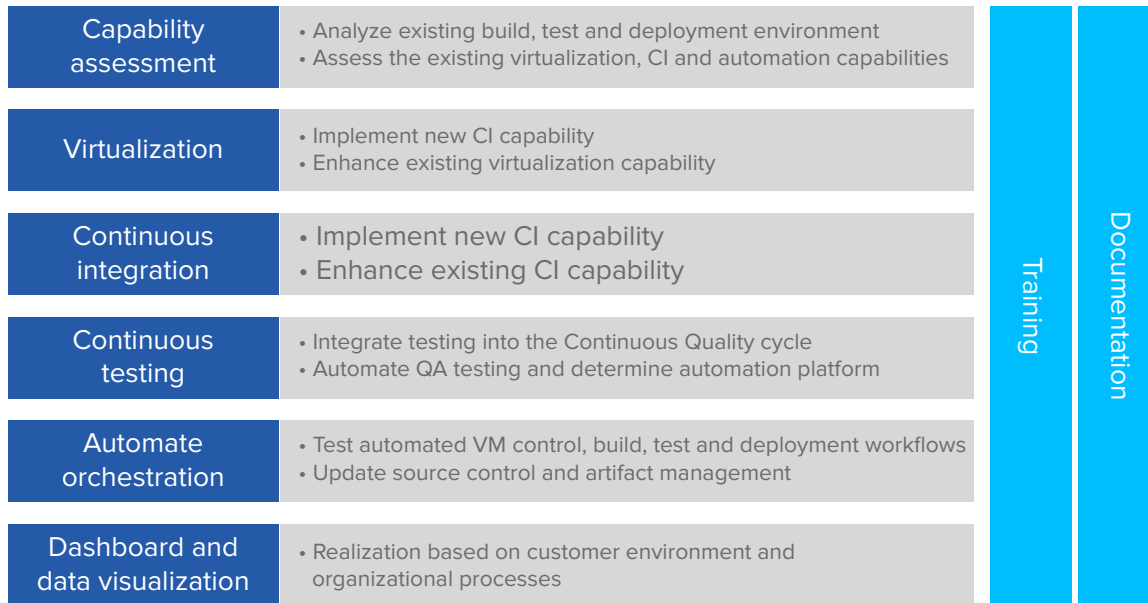 Capability
assessment
• Analyze existing build, test and deployment environment
• Assess the existing virtualization, CI and automation capabilities
Virtualization
• Implement new CI capability
• Enhance existing virtualization capability
Continuous
integration
• Implement new CI capability
• Enhance existing CI capability
Continuous
testing
• Integrate testing into the Continuous Quality cycle
• Automate QA testing and determine automation platform
Automate
orchestration
• Test automated VM control, build, test and deployment workflows
• Update source control and artifact management
Dashboard and
data visualization
• Realization based on customer environment and
organizational processes
Training
Documentation